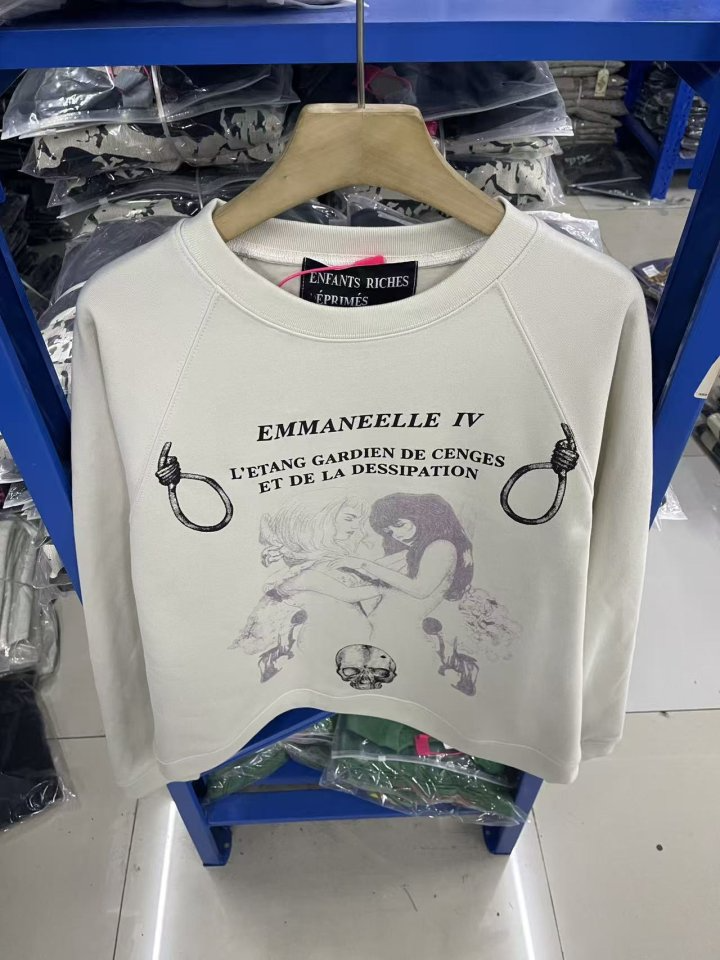 ENFANTS RICHES
ÉPRIMÉS
EMMANEELLE IV
L'ETANG GARDIEN DE CENGES
ET DE LA DESSIPATION